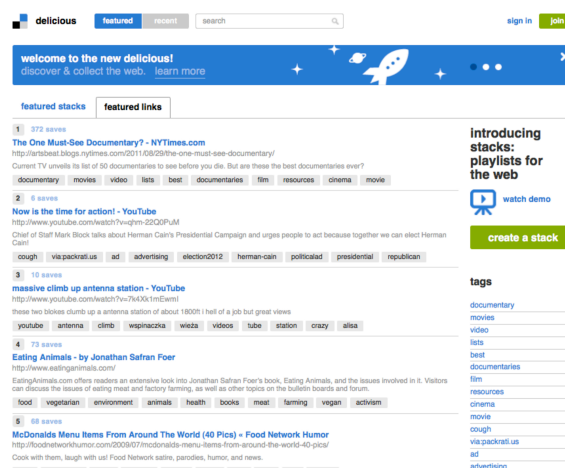 delicious
featured
recent
search
sign in
join
welcome to the new delicious!
discover & collect the web. learn more
featured stacks
featured links
1 372 saves
The One Must-See Documentary? - NYTimes.com
http://artsbeat.blogs.nytimes.com/2011/08/29/the-one-must-see-documentary/
Current TV unveils its list of 50 documentaries to see before you die. But are these the best documentaries ever?
documentary movies video lists best documentaries film resources cinema movie
2 6 saves
Now is the time for action! - YouTube
http://www.youtube.com/watch?v=qhm-22Q0PuM
Chief of Staff Mark Block talks about Herman Cain's Presidential Campaign and urges people to act because together we can elect Herman
Cain!
cough via:packrati.us ad advertising election2012 herman-cain politicalad presidential republican
3 10 saves
massive climb up antenna station - YouTube
http://www.youtube.com/watch?v=7k4Xk1mEwmI
these two blokes clumb up a antenna station of about 1800ft i hell of a job but great views
youtube antenna climb wspinaczka wieża videos tube station crazy alisa
4 73 saves
Eating Animals - by Jonathan Safran Foer
http://www.eatinganimals.com/
EatingAnimals.com offers readers an extensive look into Jonathan Safran Foer's book, Eating Animals, and the issues involved in it. Visitors
can discuss the issues of eating meat and factory farming, as well as other topics on the bulletin boards and forum.
food vegetarian environment animals health books meat farming vegan activism
5 68 saves
McDonalds Menu Items From Around The World (40 Pics) « Food Network Humor
http://foodnetworkhumor.com/2009/07/mcdonalds-menu-items-from-around-the-world-40-pics/
Cook with them, laugh with us! Food Network satire, parodies, humor, and news.
introducing
stacks:
playlists for
the web
watch demo
create a stack
tags
documentary
movies
video
lists
best
documentaries
film
resources
cinema
movie
cough
via:packrati.us
ad
advertising